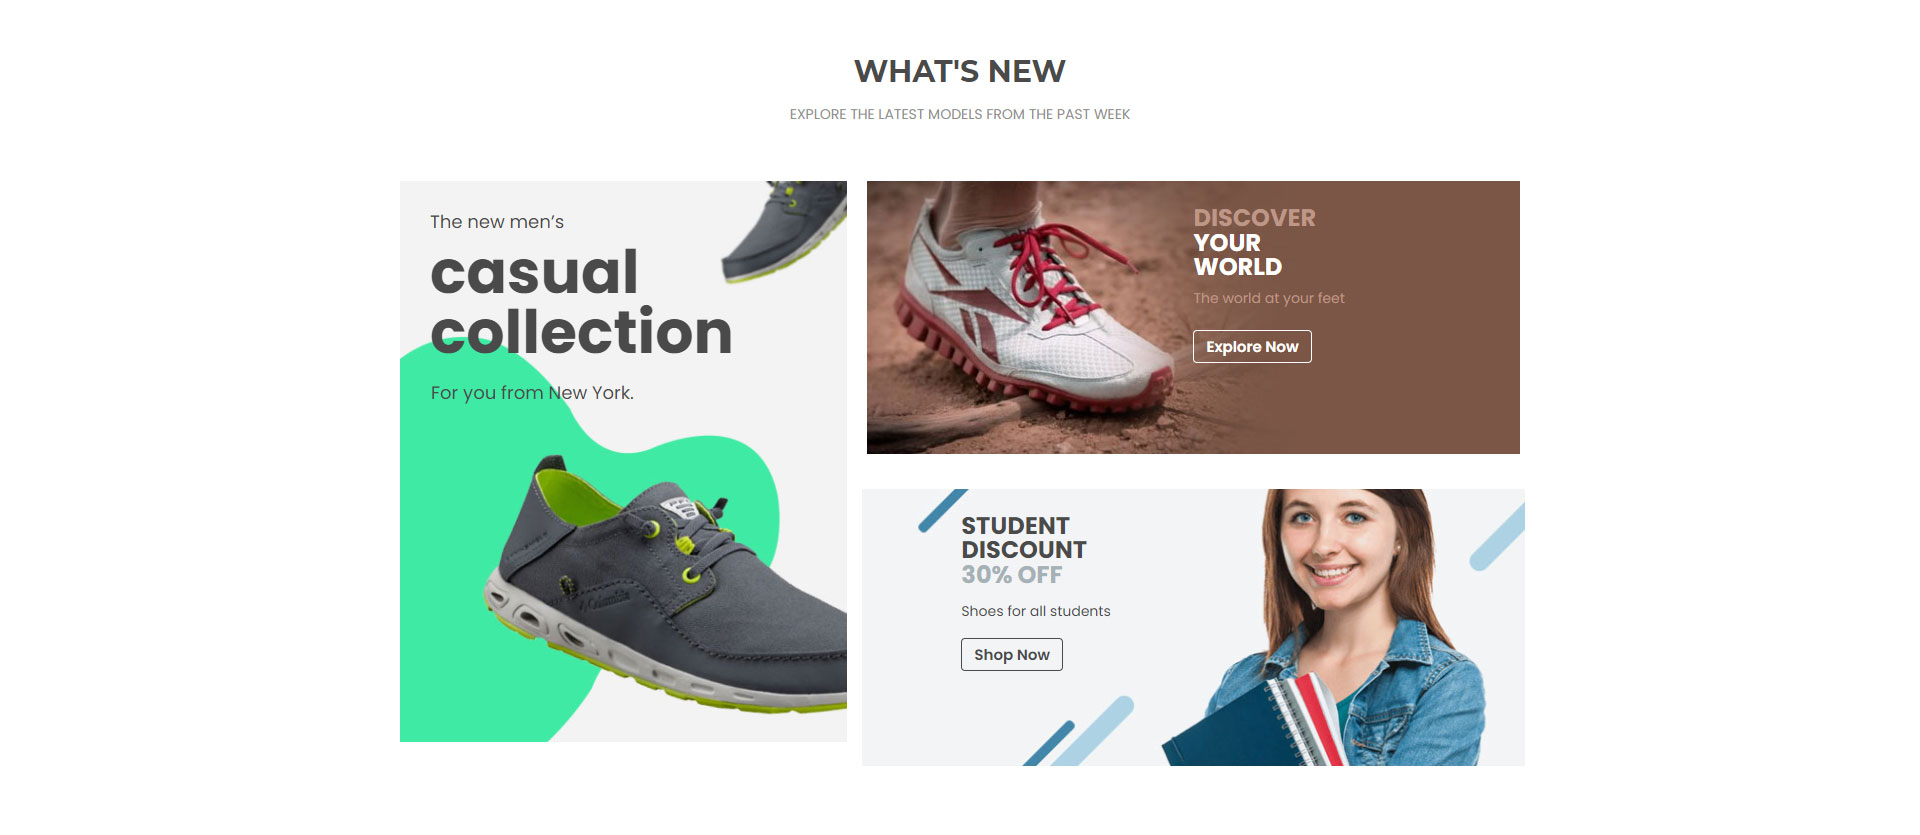 WHAT'S NEW
EXPLORE THE LATEST MODELS FROM THE PAST WEEK
The new men’s
casual
collection
For you from New York.
DISCOVER
YOUR
WORLD
The world at your feet
Explore Now
STUDENT
DISCOUNT
30% OFF
Shoes for all students
Shop Now
Columbia